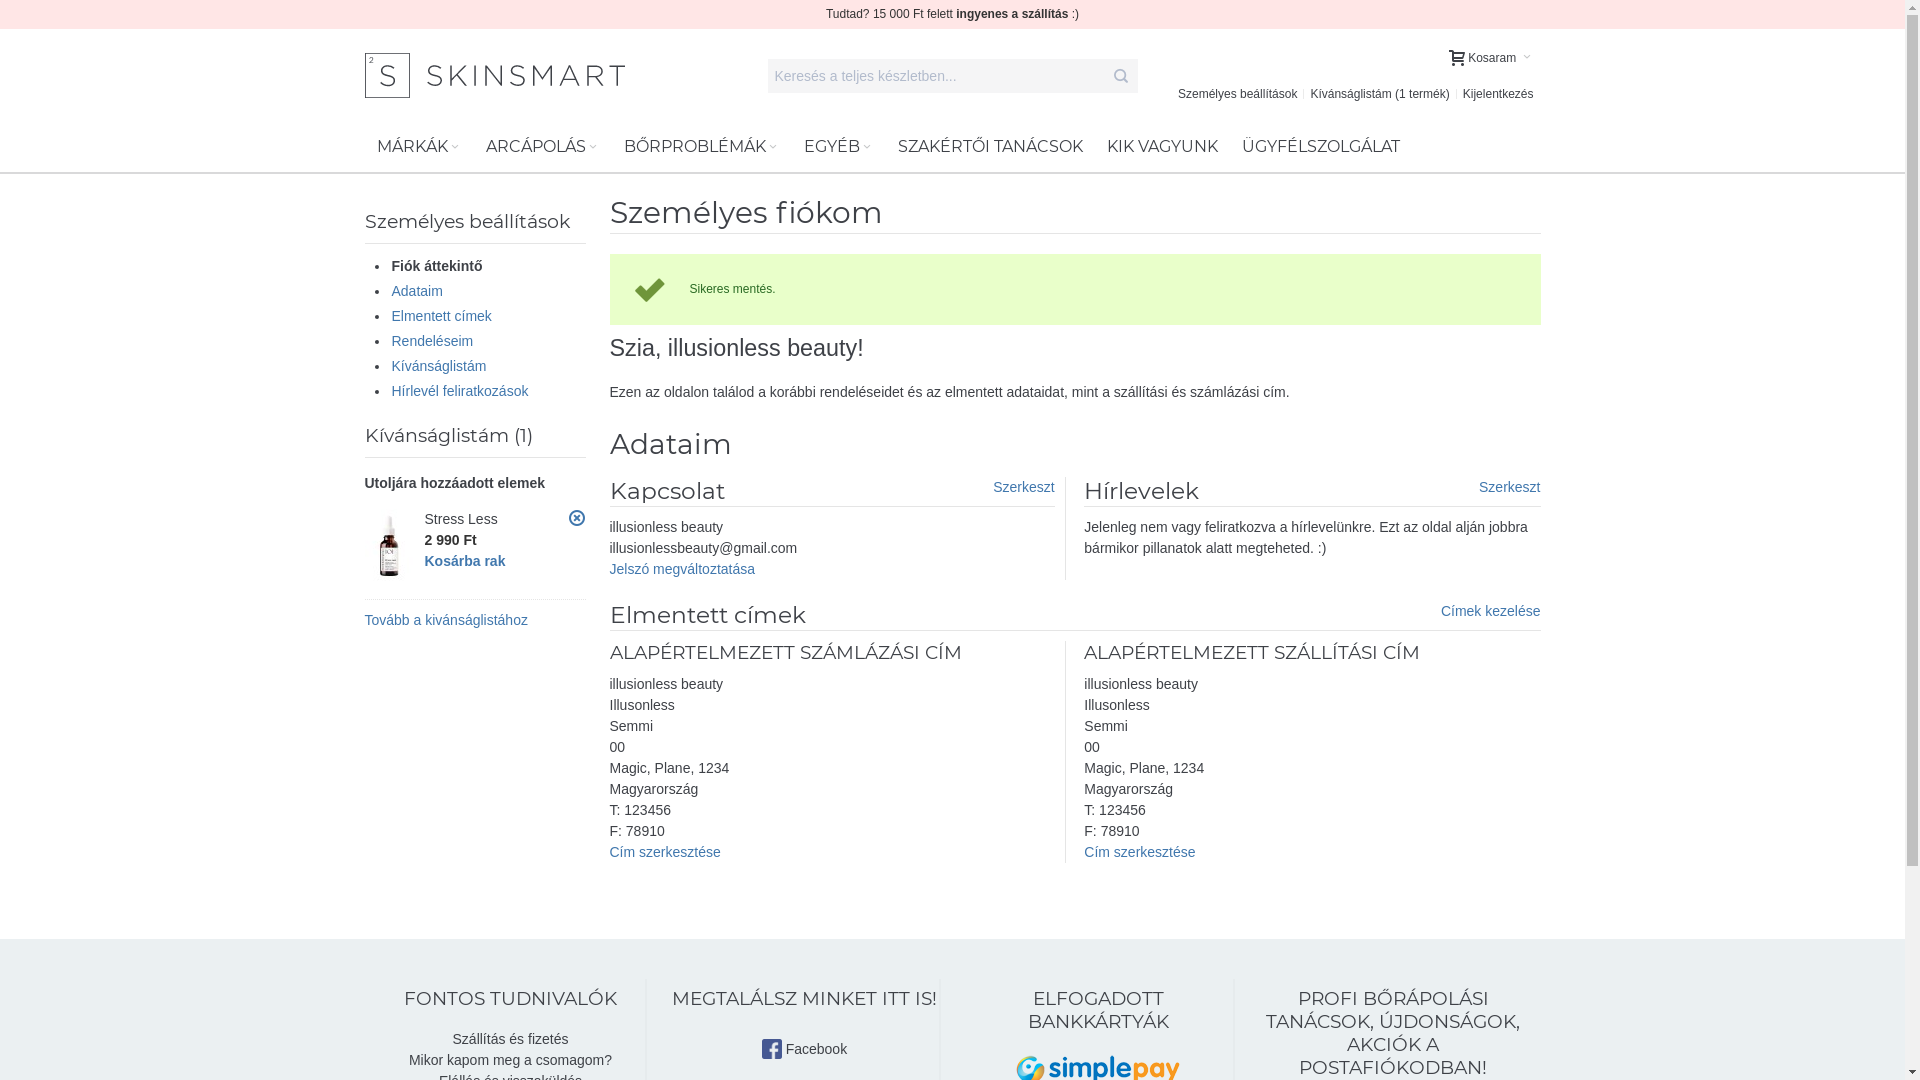 Tudtad? 15 000 Ft felett ingyenes a szállítás :)
2
S SKINSMART
Keresés a teljes készletben...
Kosaram
Személyes beállítások
Kívánságlistám (1 termék)
Kijelentkezés
MÁRKÁK
ARCÁPOLÁS
BŐRPROBLÉMÁK
EGYÉB
SZAKÉRTŐI TANÁCSOK
KIK VAGYUNK
ÜGYFÉLSZOLGÁLAT
Személyes beállítások
Fiók áttekintő
Adataim
Elmentett címek
Rendeléseim
Kívánságlistám
Hírlevél feliratkozások
Kívánságlistám (1)
Utoljára hozzáadott elemek
Stress Less
2 990 Ft
Kosárba rak
Tovább a kivánságlistához
Személyes fiókom
Sikeres mentés.
Szia, illusionless beauty!
Ezen az oldalon találod a korábbi rendeléseidet és az elmentett adataidat, mint a szállítási és számlázási cím.
Adataim
Kapcsolat
Szerkeszt
illusionless beauty
illusionlessbeauty@gmail.com
Jelszó megváltoztatása
Hírlevelek
Szerkeszt
Jelenleg nem vagy feliratkozva a hírlevelünkre. Ezt az oldal alján jobbra
bármikor pillanatok alatt megteheted. :)
Elmentett címek
Címek kezelése
ALAPÉRTELMEZETT SZÁMLÁZÁSI CÍM
illusionless beauty
Illusonless
Semmi
00
Magic, Plane, 1234
Magyarország
T: 123456
F: 78910
Cím szerkesztése
ALAPÉRTELMEZETT SZÁLLÍTÁSI CÍM
illusionless beauty
Illusonless
Semmi
00
Magic, Plane, 1234
Magyarország
T: 123456
F: 78910
Cím szerkesztése
FONTOS TUDNIVALÓK
Szállítás és fizetés
Mikor kapom meg a csomagom?
Elállás és visszaküldés
MEGTALÁLSZ MINKET ITT IS!
Facebook
ELFOGADOTT
BANKKÁRTYÁK
simplepay
PROFI BŐRÁPOLÁSI
TANÁCSOK, ÚJDONSÁGOK,
AKCIÓK A
POSTAFIÓKODBAN!